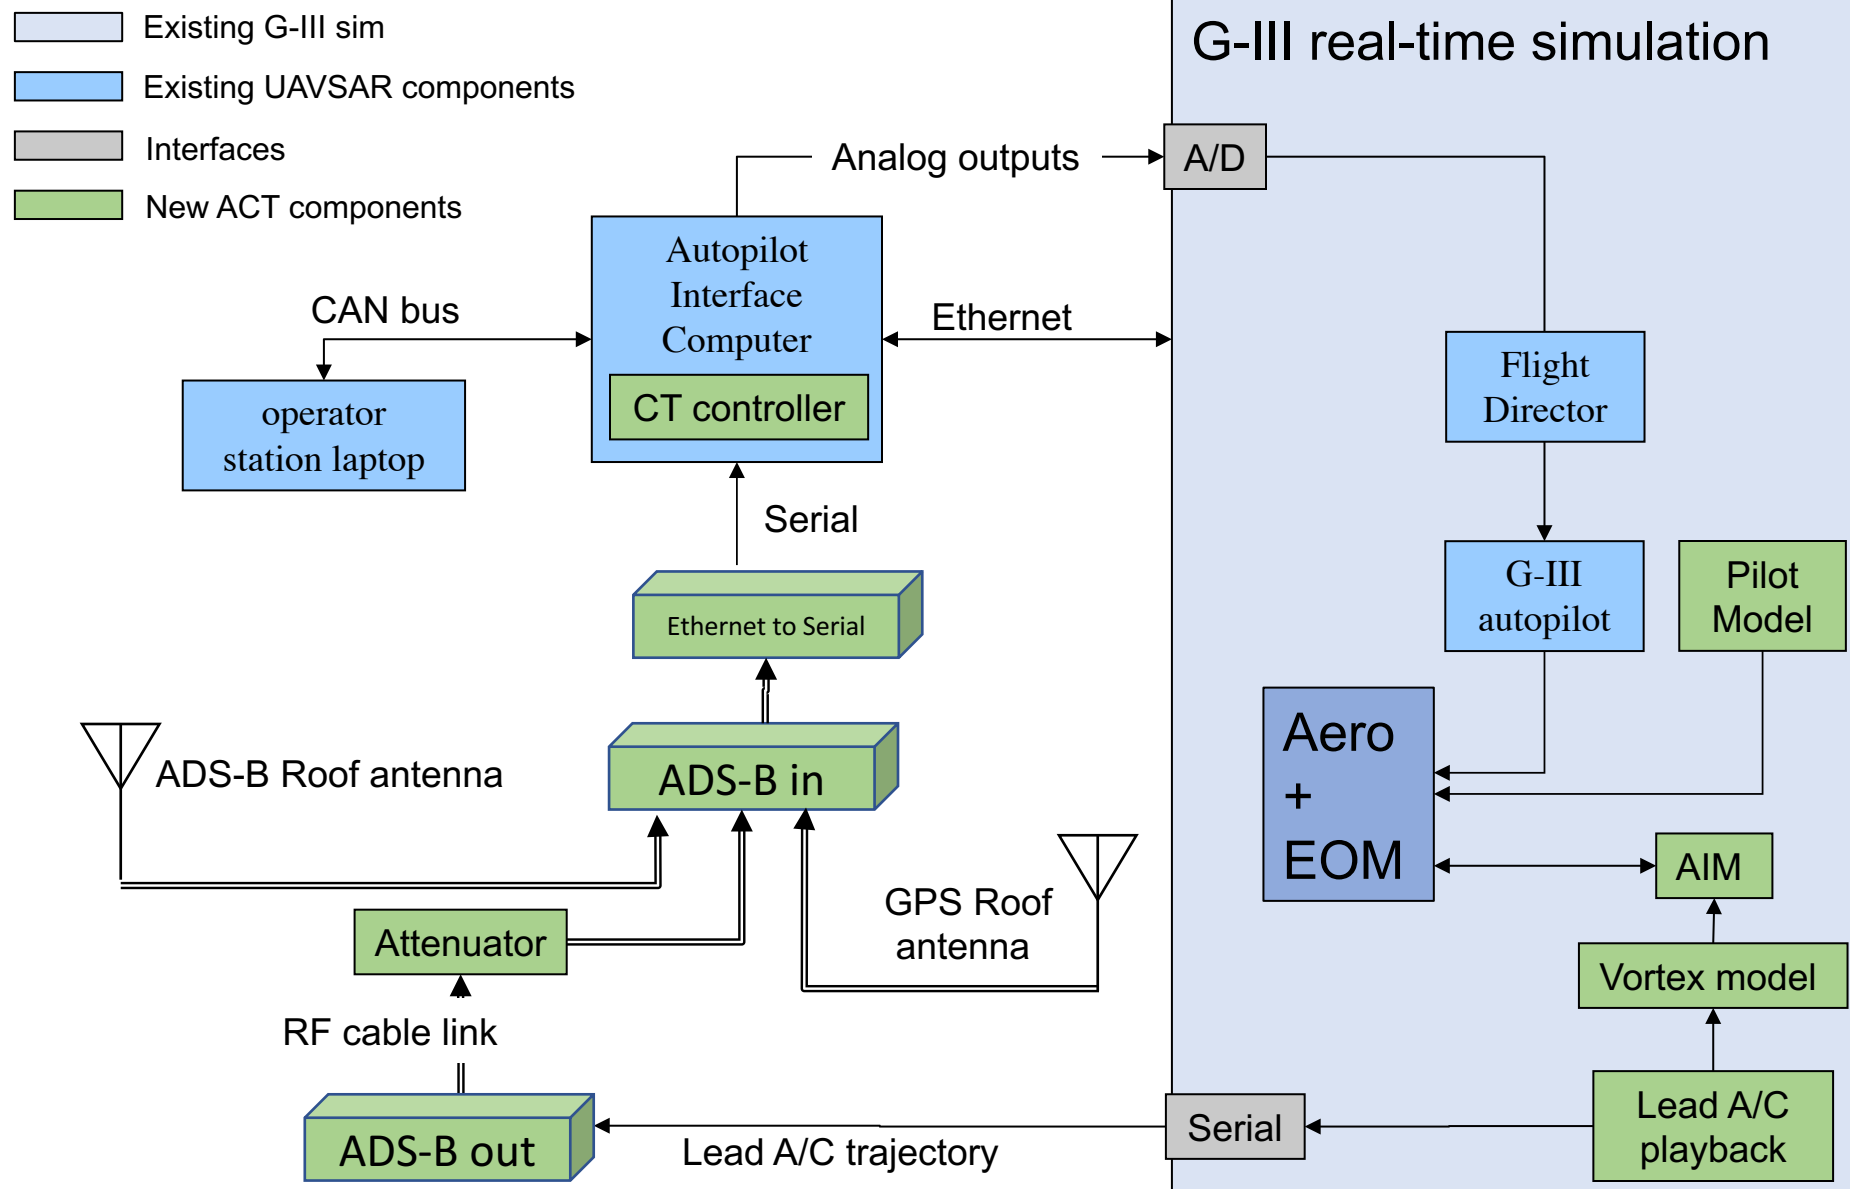 Existing G-III sim
Existing UAVSAR components
Interfaces
New ACT components
G-III real-time simulation
Analog outputs
A/D
Autopilot
Interface
Computer
CT controller
CAN bus
Ethernet
operator
station laptop
Flight
Director
Serial
G-III
autopilot
Pilot
Model
Ethernet to Serial
ADS-B Roof antenna
ADS-B in
Aero
+
EOM
AIM
GPS Roof
antenna
Attenuator
Vortex model
RF cable link
ADS-B out
Lead A/C trajectory
Serial
Lead A/C
playback